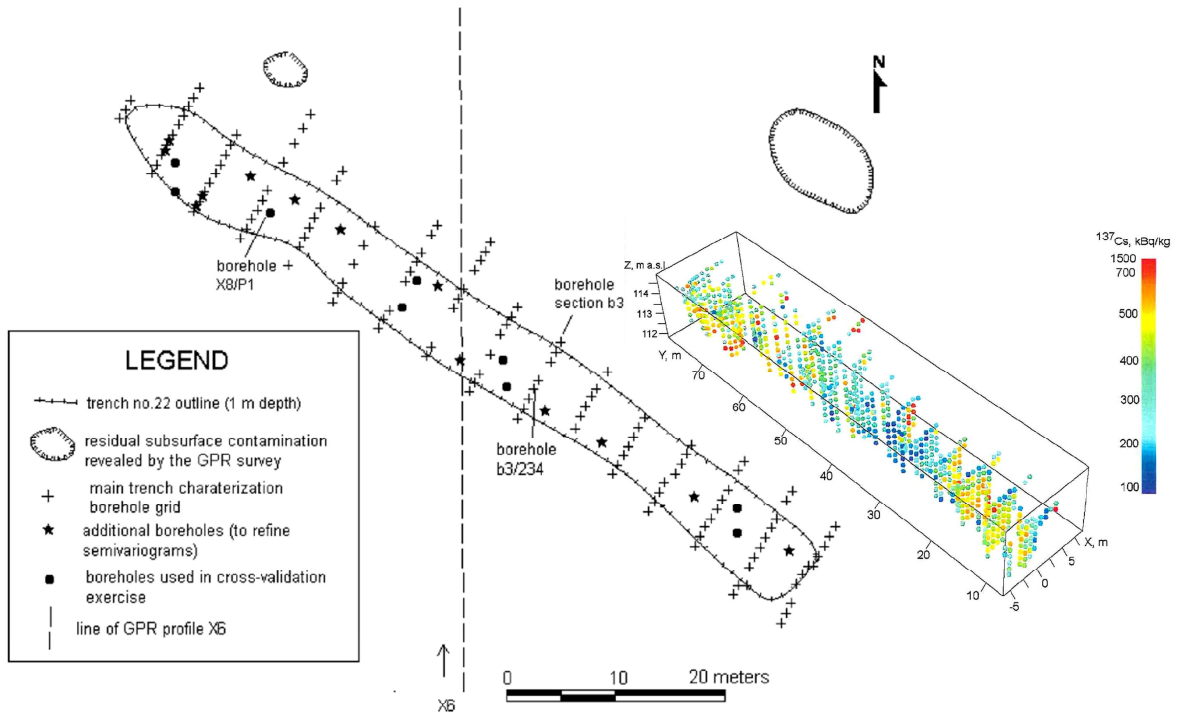 N
borehole
X8/P1
borehole
section b3
borehole
b3/234
LEGEND
trench no.22 outline (1 m depth)
residual subsurface contamination
revealed by the GPR survey
main trench charaterization
borehole grid
additional boreholes (to refine
semivariograms)
boreholes used in cross-validation
exercise
line of GPR profile X6
X6
0 10 20 meters
Z, m a.s.l
114
113
112
Y, m
70
60
50
40
30
20
10
-5
0
5
X, m
137Cs, kBq/kg
1500
700
500
400
300
200
100